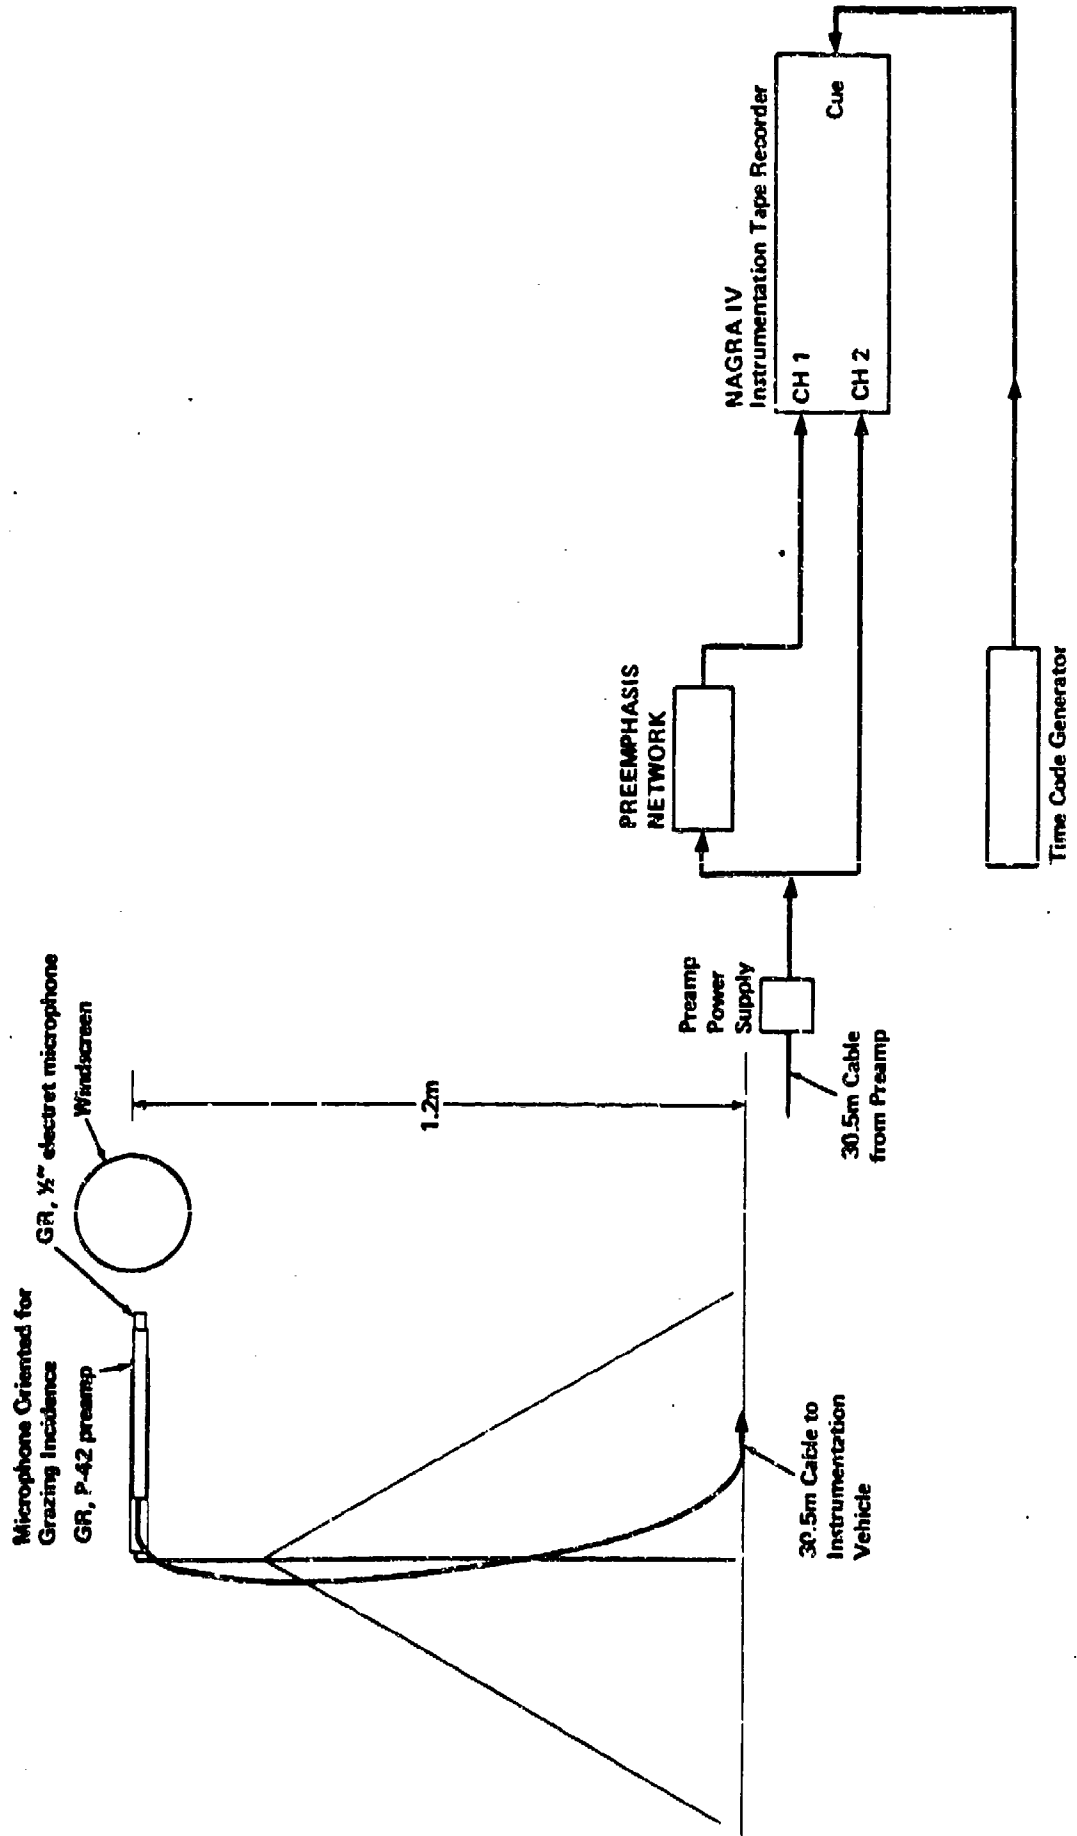 Microphone Oriented for
Grazing Incidence
GR, P-42 preamp
GR, ½" electret microphone
Windscreen
1.2m
30.5m Cable to
Instrumentation
Vehicle
30.5m Cable
from Preamp
Preamp
Power
Supply
PREEMPHASIS
NETWORK
NAGRA IV
Instrumentation Tape Recorder
CH 1
CH 2
Cue
Time Code Generator